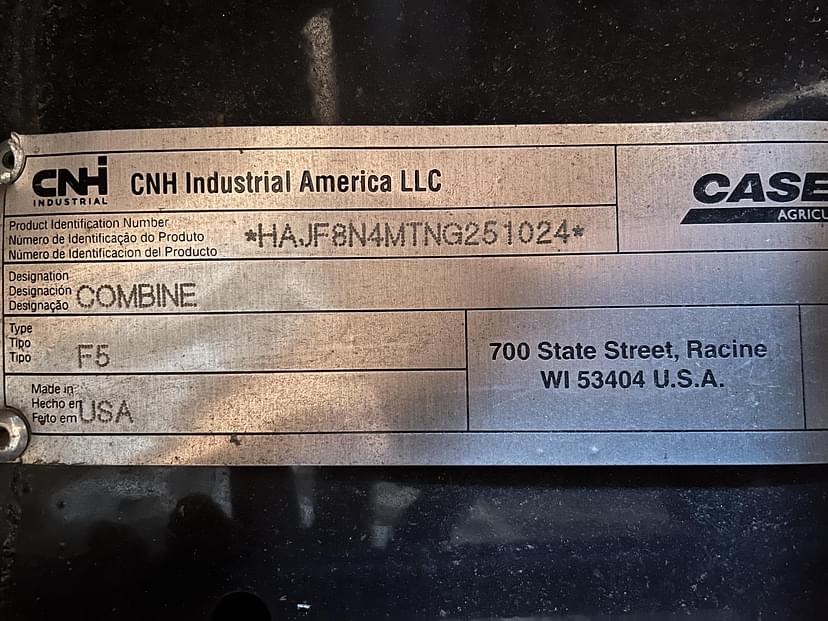 CNH
INDUSTRIAL
CNH Industrial America LLC
CASE
AGRICU
Product Identification Number
Número de Identificação do Produto
Número de Identificacion del Producto
*HAJF8N4MTNG251024*
Designation
Designación
Designação
COMBINE
Type
Tipo
Tipo
F5
700 State Street, Racine
WI 53404 U.S.A.
Made in
Hecho en
Feito em
USA